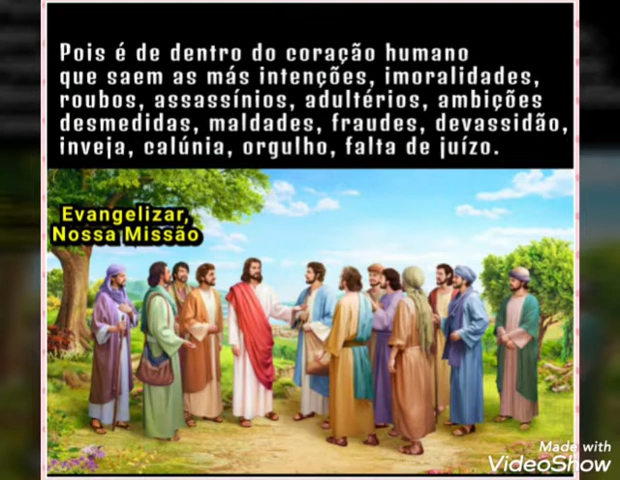 Pois é de dentro do coração humano
que saem as más intenções, imoralidades,
roubos, assassínios, adultérios, ambições
desmedidas, maldades, fraudes, devassidão,
inveja, calúnia, orgulho, falta de juízo.
Evangelizar,
Nossa Missão
Made with
VideoShow